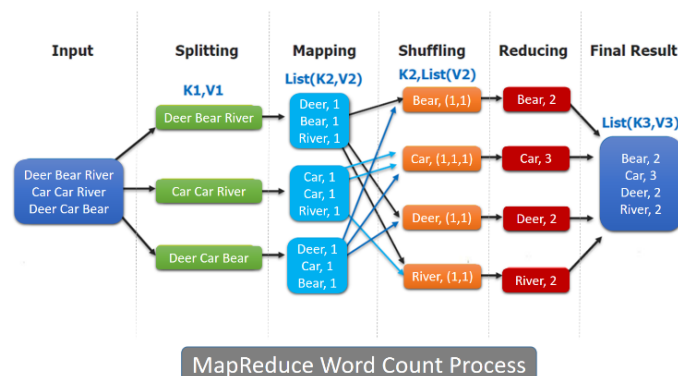 Input
Splitting
Mapping
Shuffling
Reducing
Final Result
K1,V1
List(K2,V2)
K2,List(V2)
List(K3,V3)
Deer Bear River
Car Car River
Deer Car Bear
Deer Bear River
Car Car River
Deer Car Bear
Deer, 1
Bear, 1
River, 1
Car, 1
Car, 1
River, 1
Deer, 1
Car, 1
Bear, 1
Bear, (1,1)
Car, (1,1,1)
Deer, (1,1)
River, (1,1)
Bear, 2
Car, 3
Deer, 2
River, 2
Bear, 2
Car, 3
Deer, 2
River, 2
MapReduce Word Count Process